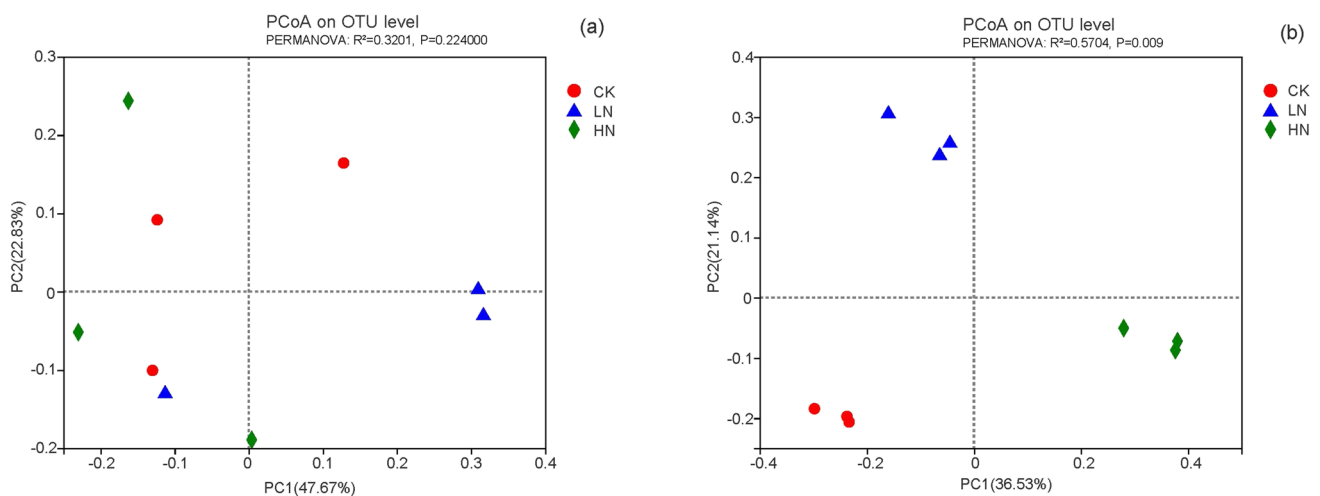 PCoA on OTU level
PERMANOVA: R²=0.3201, P=0.224000
(a)
0.3
0.2
0.1
0
-0.1
-0.2
PC2(22.83%)
-0.2
-0.1
0
0.1
0.2
0.3
0.4
PC1(47.67%)
CK
LN
HN
PCoA on OTU level
PERMANOVA: R²=0.5704, P=0.009
(b)
0.4
0.3
0.2
0.1
0
-0.1
-0.2
PC2(21.14%)
-0.4
-0.2
0
0.2
0.4
PC1(36.53%)
CK
LN
HN